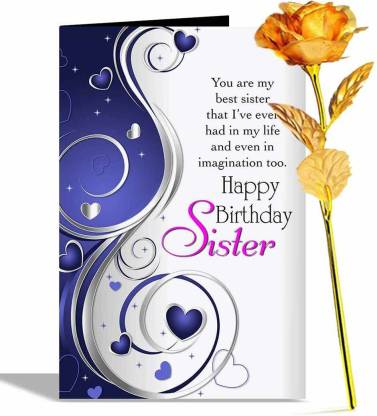 You are my
best sister
that I've ever
had in my life
and even in
imagination too.
Happy
Birthday
Sister